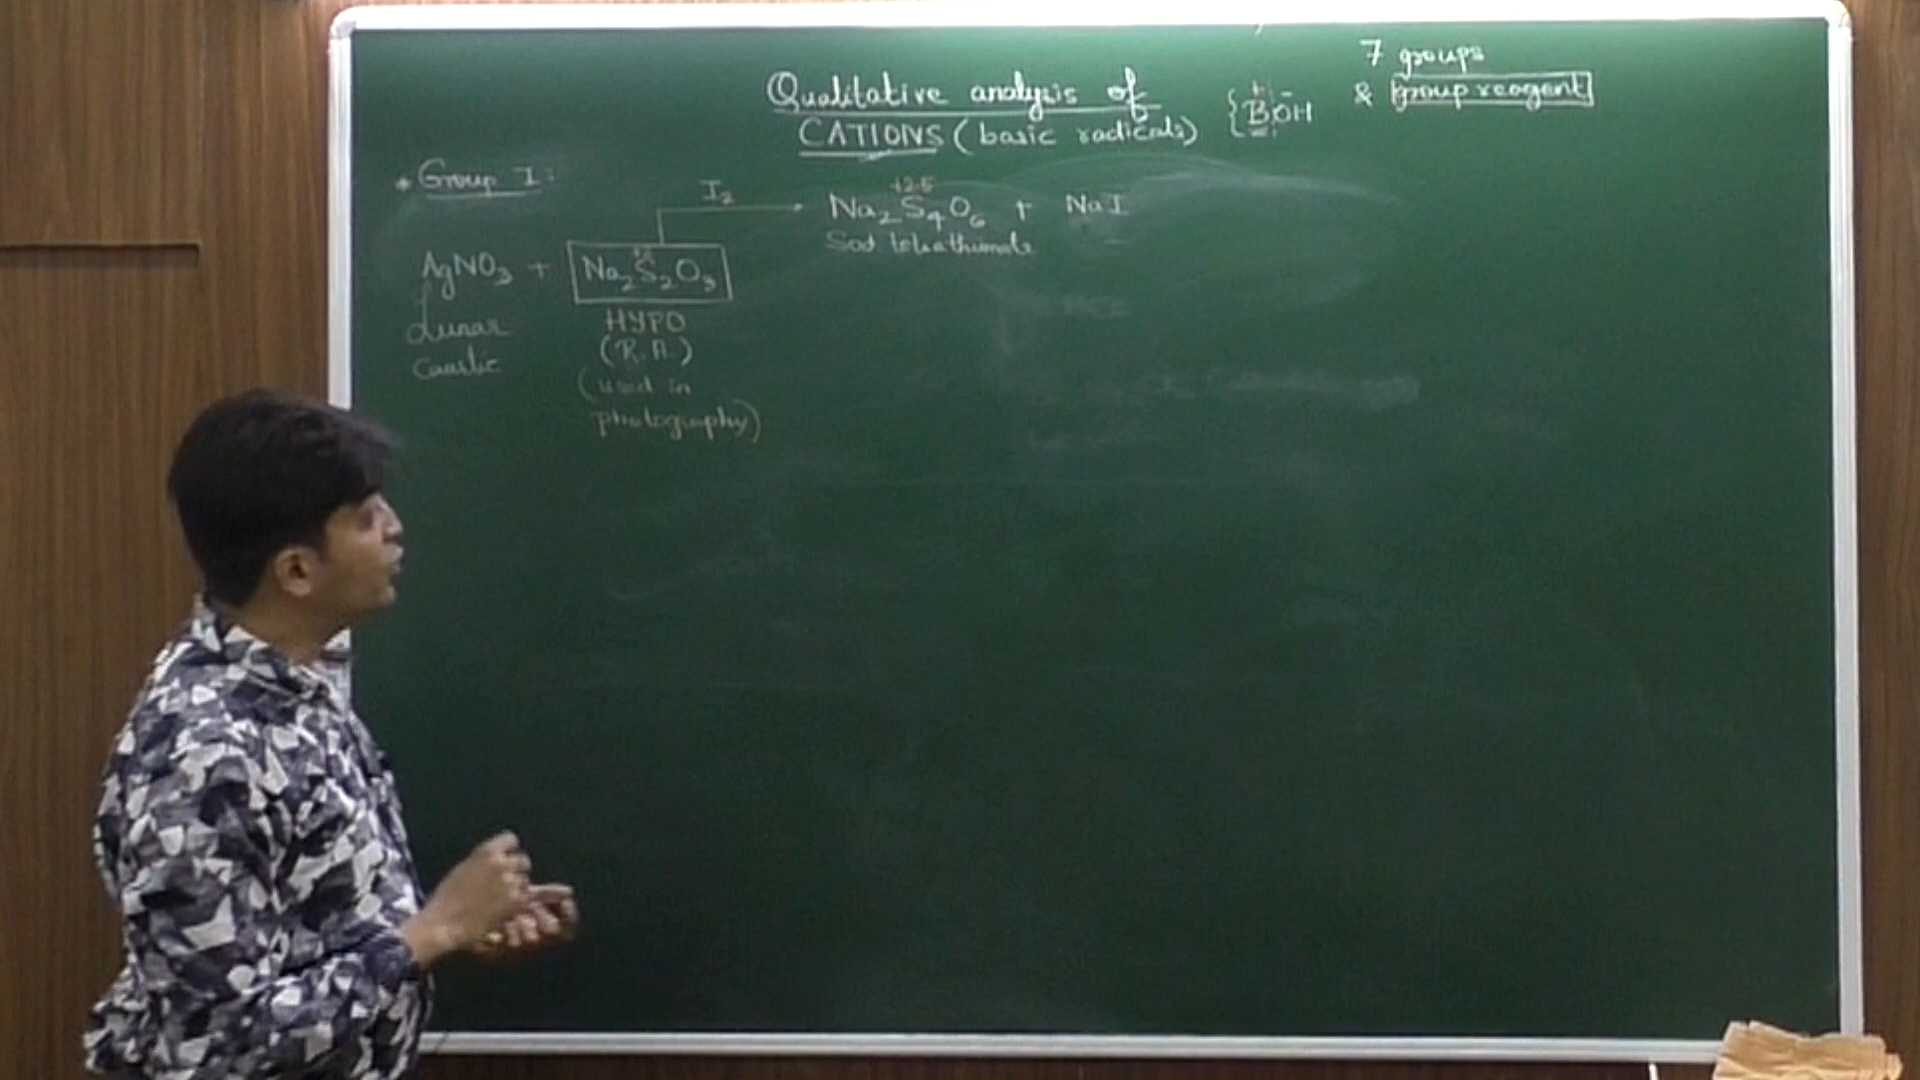 7 groups
Qualitative analysis of
& group reagent
CATIONS (basic radicals) { B⁺OH⁻
* Group I:
I₂
+2.5
Na₂S₄O₆ + NaI
Sod tetrathionate
+2
AgNO₃ + Na₂S₂O₃
Lunar
caustic
HYPO
(R.A.)
(used in
photography)